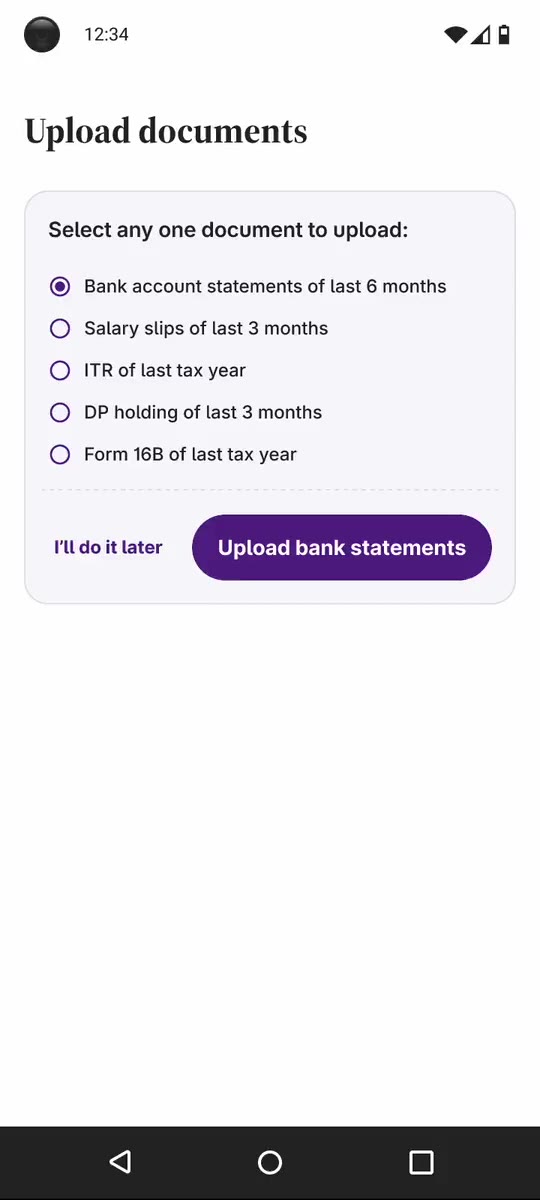 12:34
Upload documents
Select any one document to upload:
Bank account statements of last 6 months
Salary slips of last 3 months
ITR of last tax year
DP holding of last 3 months
Form 16B of last tax year
I’ll do it later
Upload bank statements